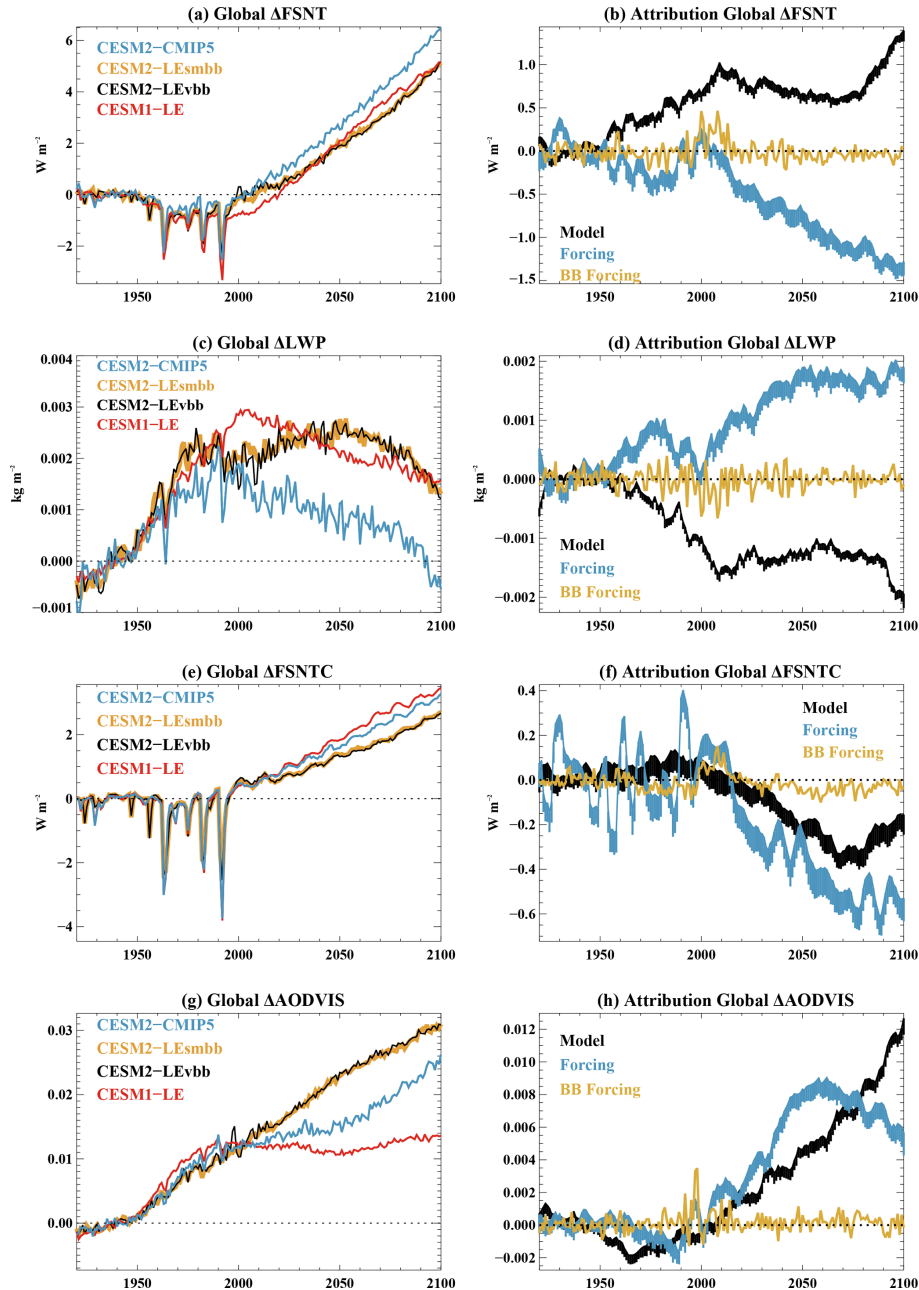 (a) Global ΔFSNT
CESM2−CMIP5
CESM2−LEsmbb
CESM2−LEvbb
CESM1−LE
W m⁻²
6
4
2
0
−2
1950 2000 2050 2100
(b) Attribution Global ΔFSNT
W m⁻²
1.0
0.5
0.0
−0.5
−1.0
−1.5
Model
Forcing
BB Forcing
1950 2000 2050 2100
(c) Global ΔLWP
CESM2−CMIP5
CESM2−LEsmbb
CESM2−LEvbb
CESM1−LE
kg m⁻²
0.004
0.003
0.002
0.001
0.000
−0.001
1950 2000 2050 2100
(d) Attribution Global ΔLWP
0.002
0.001
0.000
−0.001
−0.002
Model
Forcing
BB Forcing
1950 2000 2050 2100
(e) Global ΔFSNTC
CESM2−CMIP5
CESM2−LEsmbb
CESM2−LEvbb
CESM1−LE
W m⁻²
2
0
−2
−4
1950 2000 2050 2100
(f) Attribution Global ΔFSNTC
Model
Forcing
BB Forcing
W m⁻²
0.4
0.2
0.0
−0.2
−0.4
−0.6
1950 2000 2050 2100
(g) Global ΔAODVIS
CESM2−CMIP5
CESM2−LEsmbb
CESM2−LEvbb
CESM1−LE
0.03
0.02
0.01
0.00
1950 2000 2050 2100
(h) Attribution Global ΔAODVIS
Model
Forcing
BB Forcing
0.012
0.010
0.008
0.006
0.004
0.002
0.000
−0.002
1950 2000 2050 2100